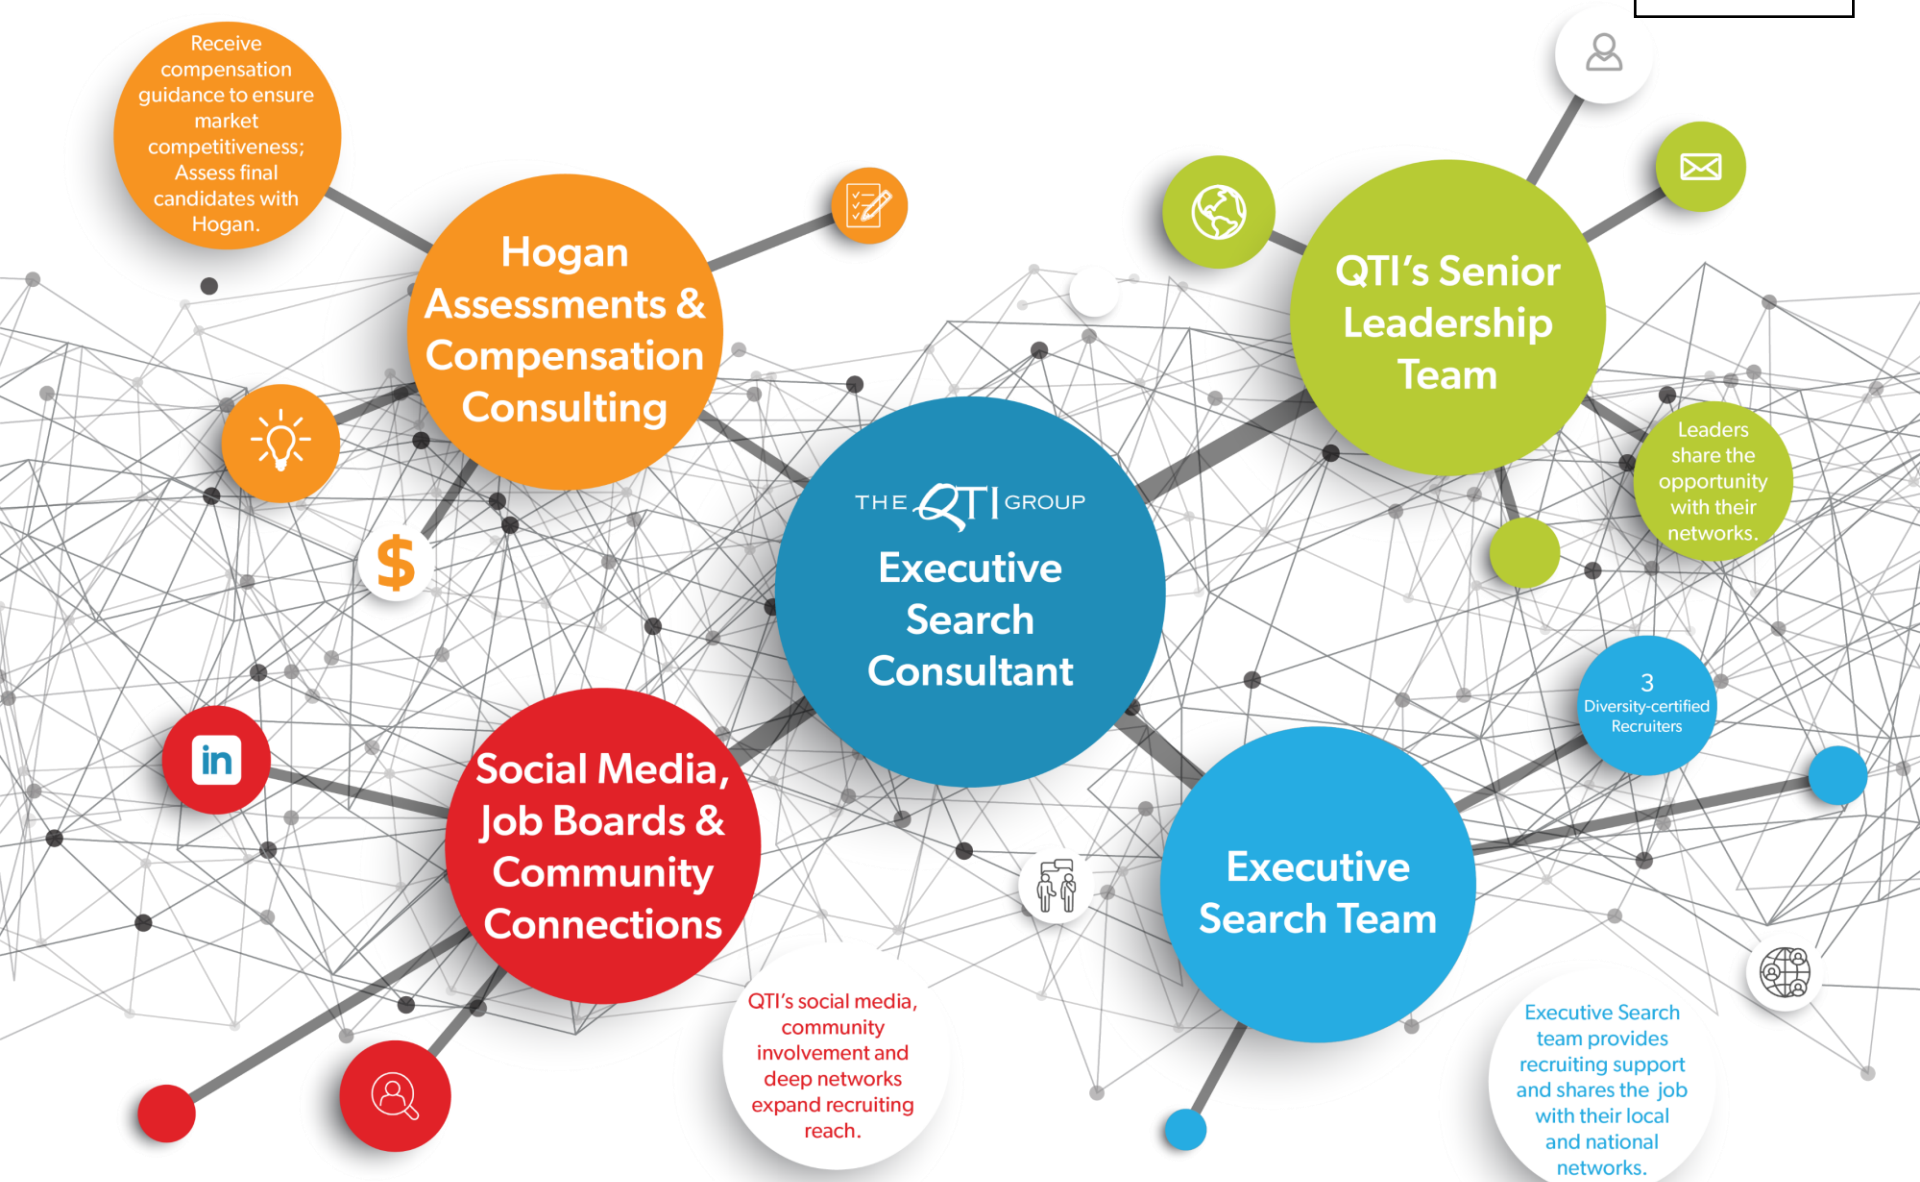 Receive
compensation
guidance to ensure
market
competitiveness;
Assess final
candidates with
Hogan.
Hogan
Assessments &
Compensation
Consulting
$
QTI's Senior
Leadership
Team
Leaders
share the
opportunity
with their
networks.
THE QTI GROUP
Executive
Search
Consultant
3
Diversity-certified
Recruiters
in
Social Media,
Job Boards &
Community
Connections
Executive
Search Team
QTI's social media,
community
involvement and
deep networks
expand recruiting
reach.
Executive Search
team provides
recruiting support
and shares the job
with their local
and national
networks.